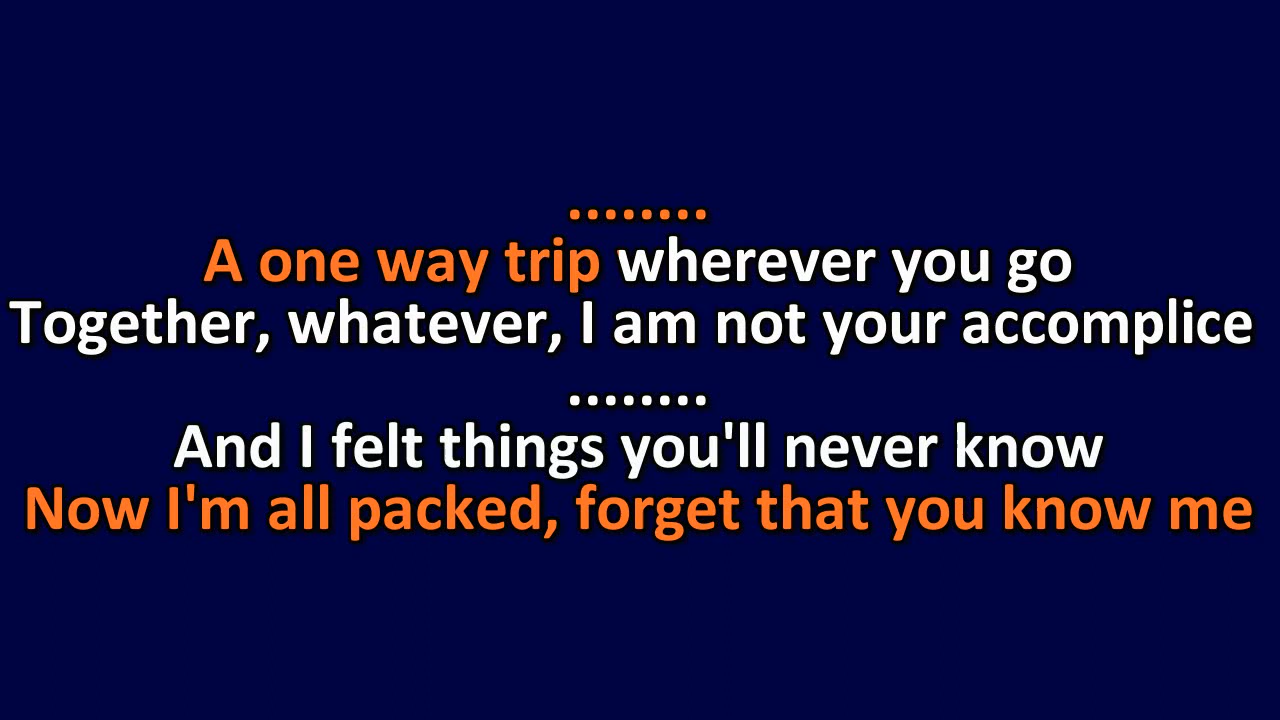 ........
A one way trip wherever you go
Together, whatever, I am not your accomplice
........
And I felt things you'll never know
Now I'm all packed, forget that you know me